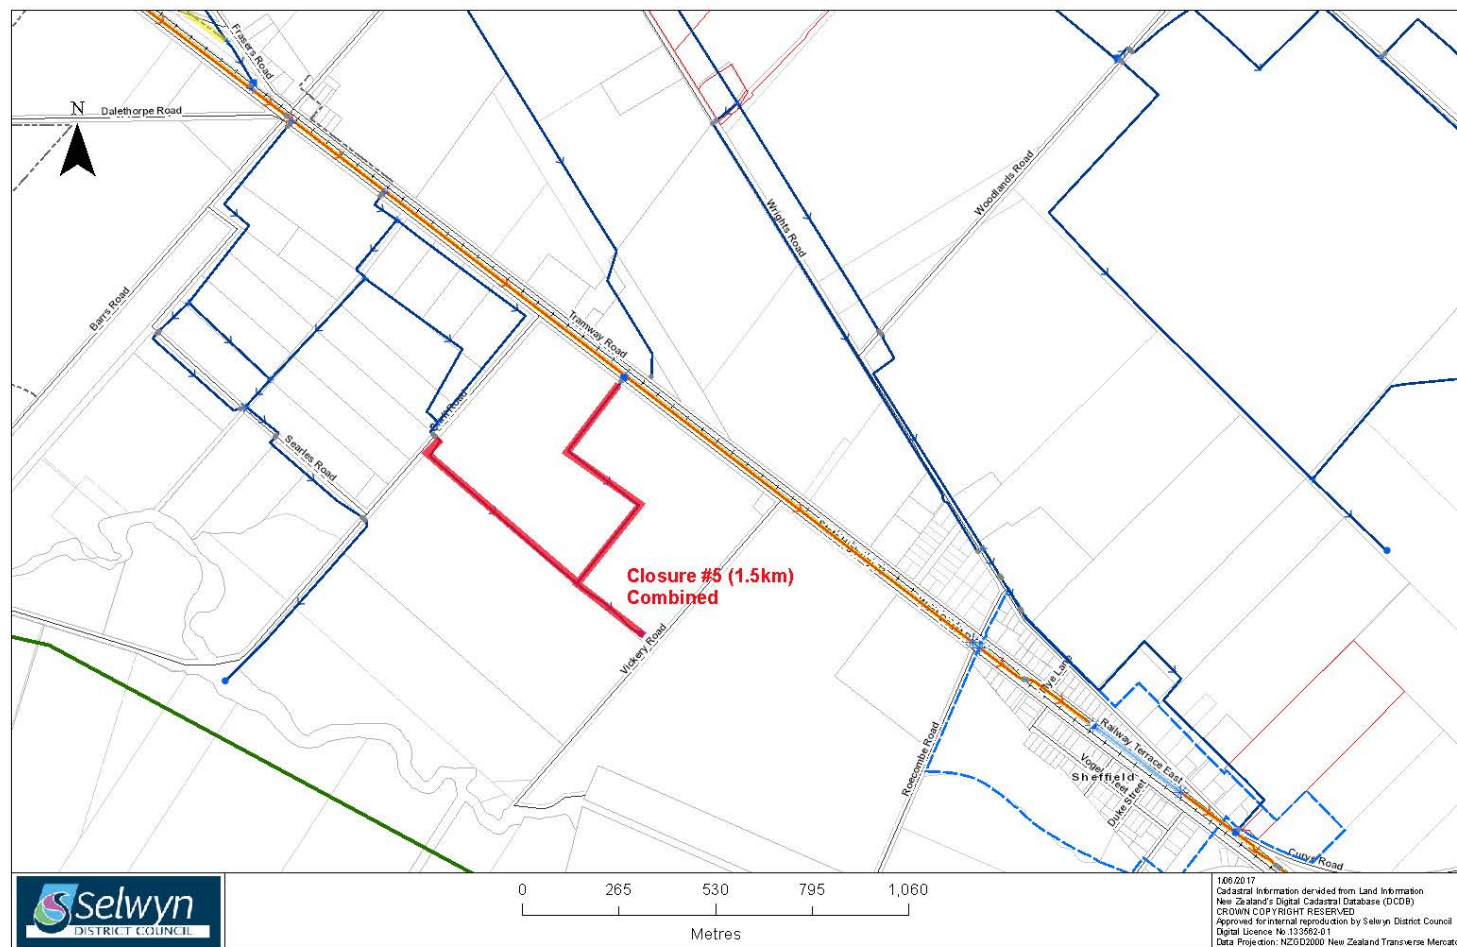 Frasers Road
N
Dalethorpe Road
Woodlands Road
Wrights Road
Barrs Road
Tramway Road
Road
Searles Road
Closure #5 (1.5km)
Combined
Vickery Road
Roecombe Road
Railway Terrace East
Vogel Street
Sheffield
Duke Street
Curys Road
Selwyn
DISTRICT COUNCIL
0 265 530 795 1,060
Metres
1/06/2017
Cadastral Information derived from Land Information
New Zealand's Digital Cadastral Database (DCDB)
CROWN COPYRIGHT RESERVED
Approved for internal reproduction by Selwyn District Council
Digital Licence No.133562-01
Data Projection: NZGD2000 New Zealand Transverse Mercato